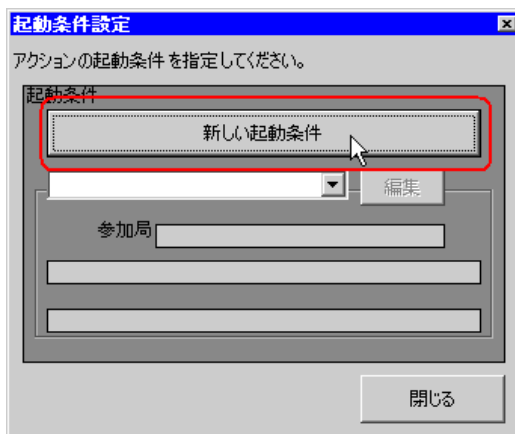 起動条件設定
アクションの起動条件を指定してください。
起動条件
新しい起動条件
編集
参加局
閉じる